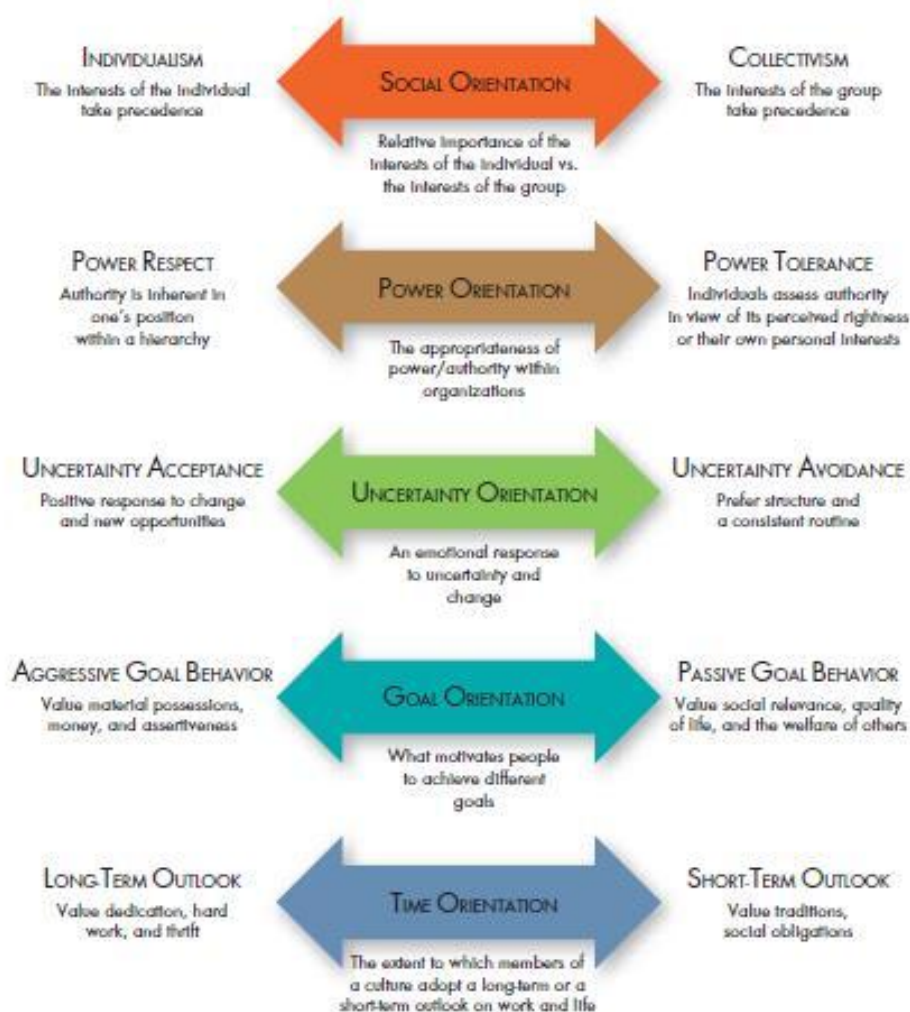 INDIVIDUALISM
The interests of the individual
take precedence
SOCIAL ORIENTATION
Relative importance of the
interests of the individual vs.
the interests of the group
COLLECTIVISM
The interests of the group
take precedence
POWER RESPECT
Authority is inherent in
one's position
within a hierarchy
POWER ORIENTATION
The appropriateness of
power/authority within
organizations
POWER TOLERANCE
Individuals assess authority
in view of its perceived rightness
or their own personal interests
UNCERTAINTY ACCEPTANCE
Positive response to change
and new opportunities
UNCERTAINTY ORIENTATION
An emotional response
to uncertainty and
change
UNCERTAINTY AVOIDANCE
Prefer structure and
a consistent routine
AGGRESSIVE GOAL BEHAVIOR
Value material possessions,
money, and assertiveness
GOAL ORIENTATION
What motivates people
to achieve different
goals
PASSIVE GOAL BEHAVIOR
Value social relevance, quality
of life, and the welfare of others
LONG-TERM OUTLOOK
Value dedication, hard
work, and thrift
TIME ORIENTATION
The extent to which members of
a culture adopt a long-term or a
short-term outlook on work and life
SHORT-TERM OUTLOOK
Value traditions,
social obligations